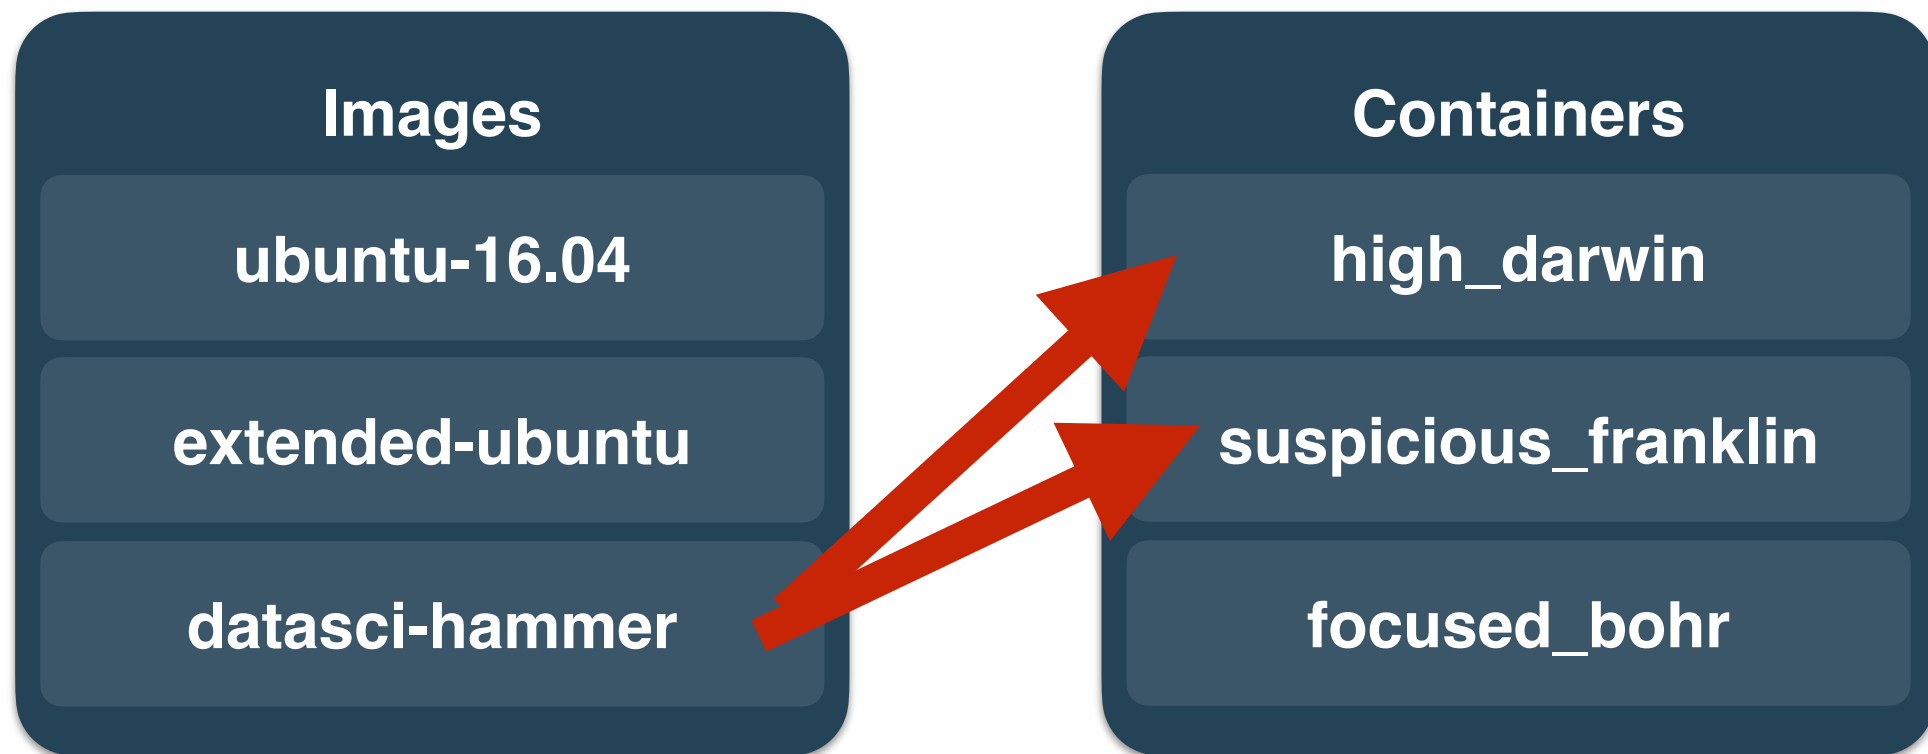 Images
ubuntu-16.04
extended-ubuntu
datasci-hammer
Containers
high_darwin
suspicious_franklin
focused_bohr